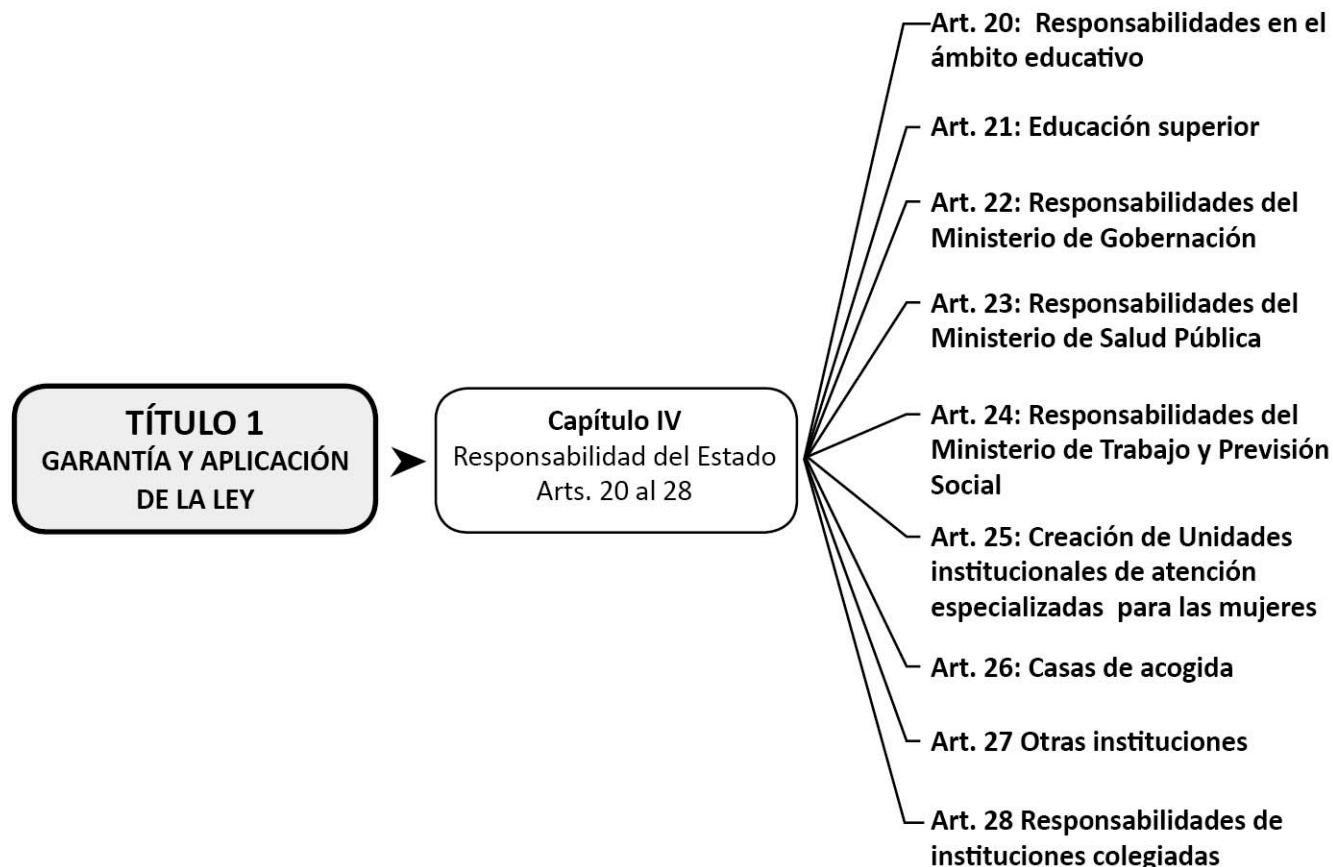 TÍTULO 1
GARANTÍA Y APLICACIÓN
DE LA LEY
Capítulo IV
Responsabilidad del Estado
Arts. 20 al 28
Art. 20: Responsabilidades en el
ámbito educativo
Art. 21: Educación superior
Art. 22: Responsabilidades del
Ministerio de Gobernación
Art. 23: Responsabilidades del
Ministerio de Salud Pública
Art. 24: Responsabilidades del
Ministerio de Trabajo y Previsión
Social
Art. 25: Creación de Unidades
institucionales de atención
especializadas para las mujeres
Art. 26: Casas de acogida
Art. 27 Otras instituciones
Art. 28 Responsabilidades de
instituciones colegiadas